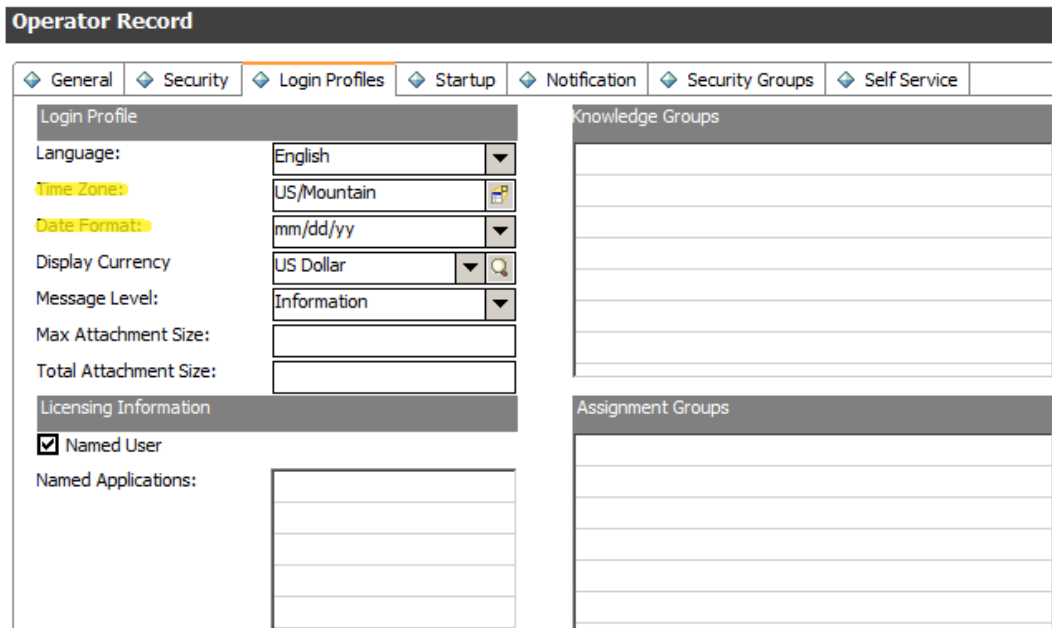 Operator Record
General Security Login Profiles Startup Notification Security Groups Self Service
Login Profile
Language: English
Time Zone: US/Mountain
Date Format: mm/dd/yy
Display Currency US Dollar
Message Level: Information
Max Attachment Size:
Total Attachment Size:
Licensing Information
Named User
Named Applications:
Knowledge Groups
Assignment Groups